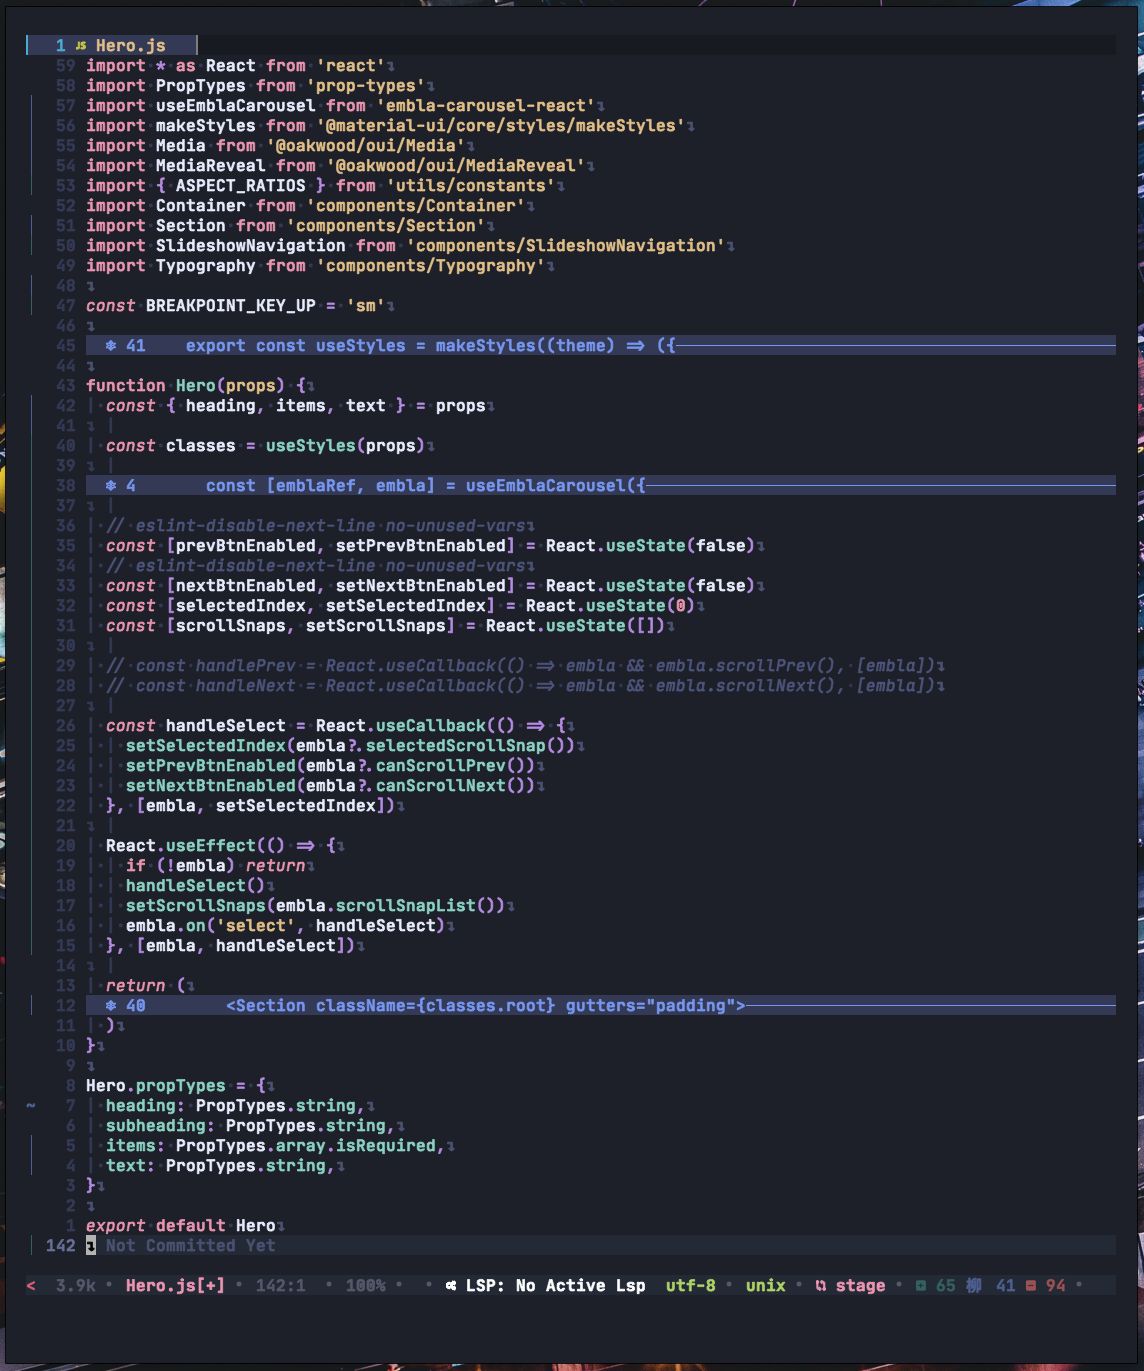 1 JS Hero.js
59 import * as React from 'react'
58 import PropTypes from 'prop-types'
57 import useEmblaCarousel from 'embla-carousel-react'
56 import makeStyles from '@material-ui/core/styles/makeStyles'
55 import Media from '@oakwood/oui/Media'
54 import MediaReveal from '@oakwood/oui/MediaReveal'
53 import { ASPECT_RATIOS } from 'utils/constants'
52 import Container from 'components/Container'
51 import Section from 'components/Section'
50 import SlideshowNavigation from 'components/SlideshowNavigation'
49 import Typography from 'components/Typography'
48
47 const BREAKPOINT_KEY_UP = 'sm'
46
45 41 export const useStyles = makeStyles((theme) => ({
44
43 function Hero(props) {
42 const { heading, items, text } = props
41
40 const classes = useStyles(props)
39
38 4 const [emblaRef, embla] = useEmblaCarousel({
37
36 // eslint-disable-next-line no-unused-vars
35 const [prevBtnEnabled, setPrevBtnEnabled] = React.useState(false)
34 // eslint-disable-next-line no-unused-vars
33 const [nextBtnEnabled, setNextBtnEnabled] = React.useState(false)
32 const [selectedIndex, setSelectedIndex] = React.useState(0)
31 const [scrollSnaps, setScrollSnaps] = React.useState([])
30
29 // const handlePrev = React.useCallback(() => embla && embla.scrollPrev(), [embla])
28 // const handleNext = React.useCallback(() => embla && embla.scrollNext(), [embla])
27
26 const handleSelect = React.useCallback(() => {
25 setSelectedIndex(embla?.selectedScrollSnap())
24 setPrevBtnEnabled(embla?.canScrollPrev())
23 setNextBtnEnabled(embla?.canScrollNext())
22 }, [embla, setSelectedIndex])
21
20 React.useEffect(() => {
19 if (!embla) return
18 handleSelect()
17 setScrollSnaps(embla.scrollSnapList())
16 embla.on('select', handleSelect)
15 }, [embla, handleSelect])
14
13 return (
12 40 <Section className={classes.root} gutters="padding">
11 )
10 }
9
8 Hero.propTypes = {
~ 7 heading: PropTypes.string,
6 subheading: PropTypes.string,
5 items: PropTypes.array.isRequired,
4 text: PropTypes.string,
3 }
2
1 export default Hero
142 Not Committed Yet
< 3.9k • Hero.js[+] • 142:1 • 100% • • LSP: No Active Lsp utf-8 • unix • stage • 65 柳 41 94 •